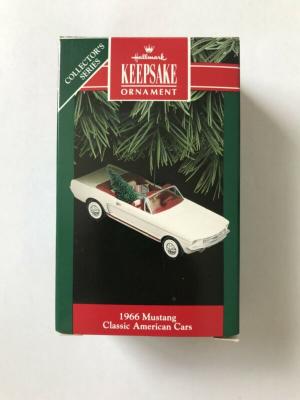 COLLECTOR'S
SERIES
Hallmark
KEEPSAKE
ORNAMENT
1966 Mustang
Classic American Cars